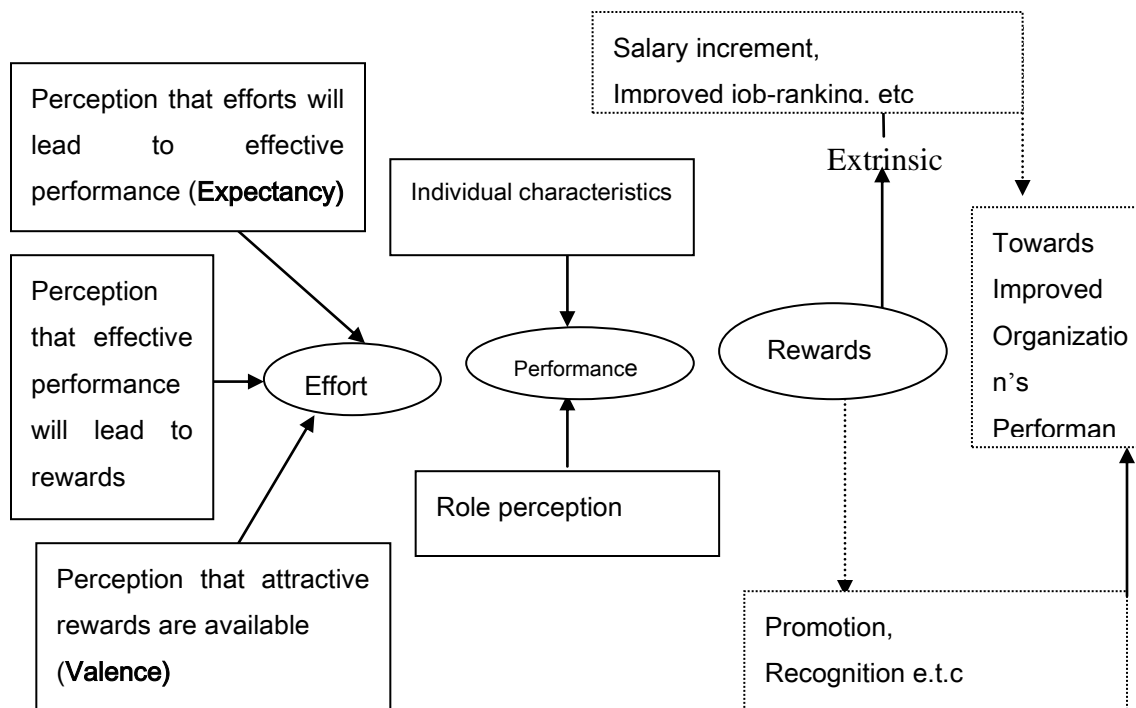 Salary increment,
Improved job-ranking, etc
Perception that efforts will
lead to effective
performance (Expectancy)
Extrinsic
Individual characteristics
Towards
Improved
Organizatio
n’s
Performan
Perception
that effective
performance
will lead to
rewards
Effort
Performance
Rewards
Role perception
Perception that attractive
rewards are available
(Valence)
Promotion,
Recognition e.t.c